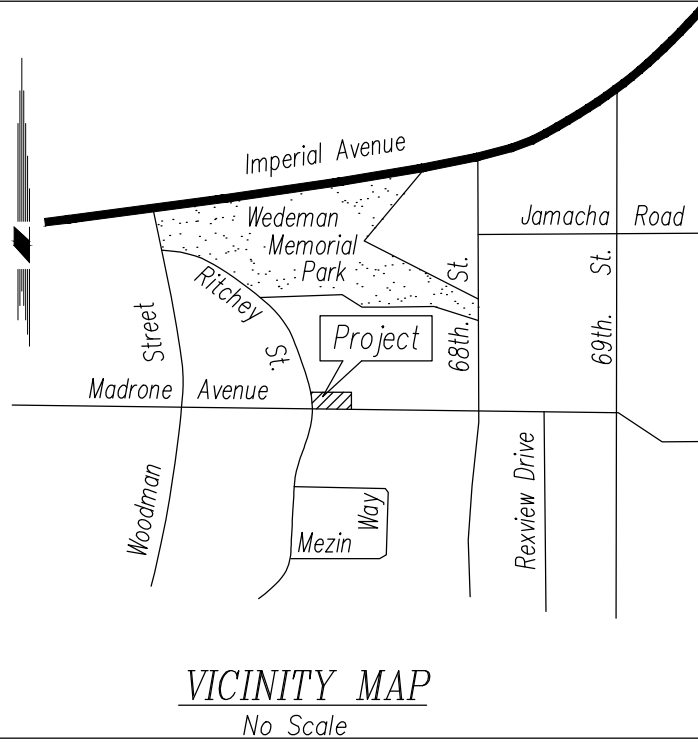 Imperial Avenue
Wedeman
Memorial
Park
Jamacha Road
Ritchey St.
68th. St.
69th. St.
Project
Woodman Street
Madrone Avenue
Rexview Drive
Mezin Way
VICINITY MAP
No Scale